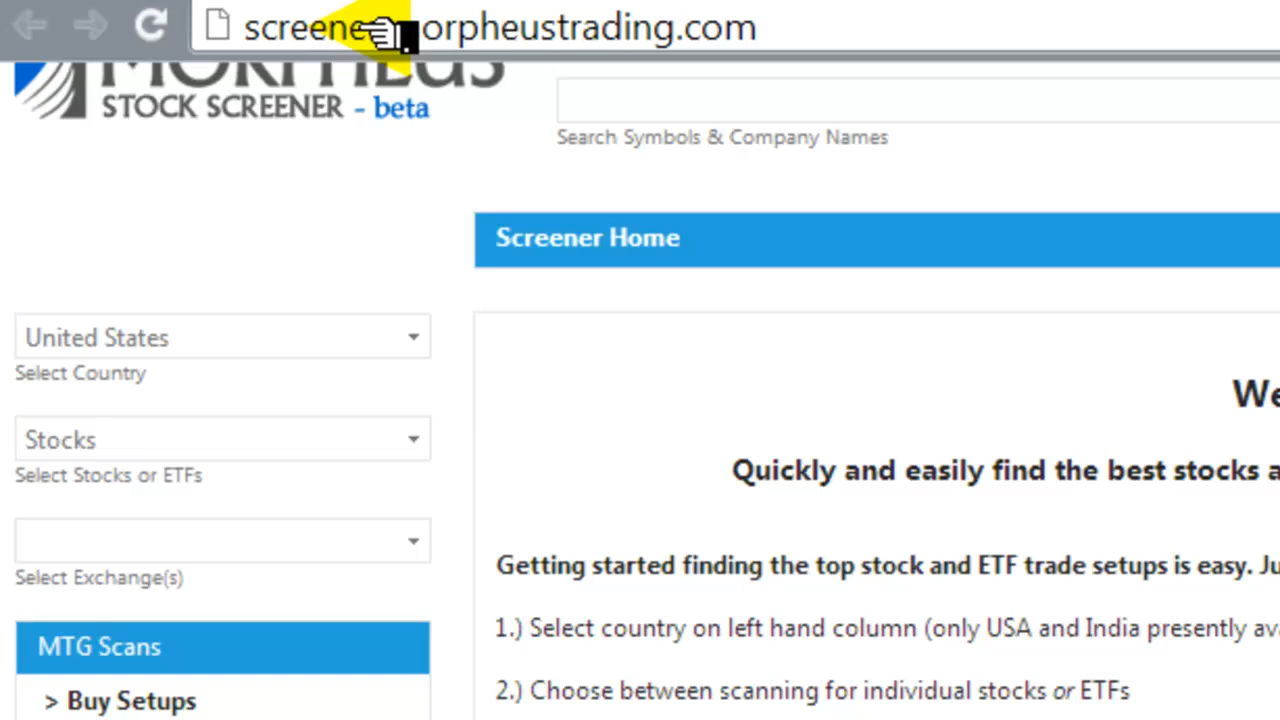 orpheustrading.com
MORPHEUS
STOCK SCREENER - beta
Search Symbols & Company Names
Screener Home
United States
Select Country
Stocks
Select Stocks or ETFs
Select Exchange(s)
MTG Scans
> Buy Setups
Quickly and easily find the best stocks
Getting started finding the top stock and ETF trade setups is easy.
1.) Select country on left hand column (only USA and India presently
2.) Choose between scanning for individual stocks or ETFs